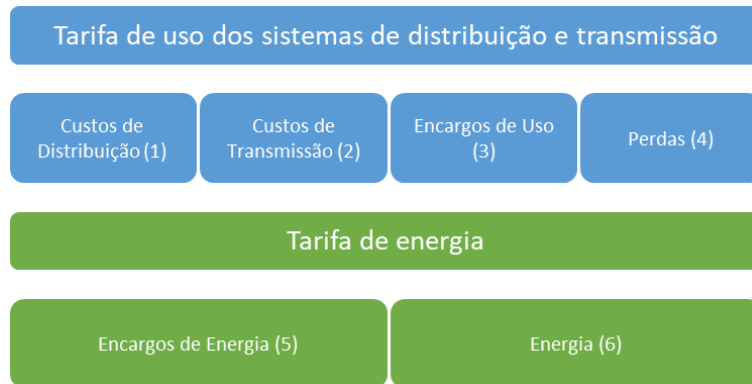 Tarifa de uso dos sistemas de distribuição e transmissão
Custos de
Distribuição (1)
Custos de
Transmissão (2)
Encargos de Uso
(3)
Perdas (4)
Tarifa de energia
Encargos de Energia (5)
Energia (6)